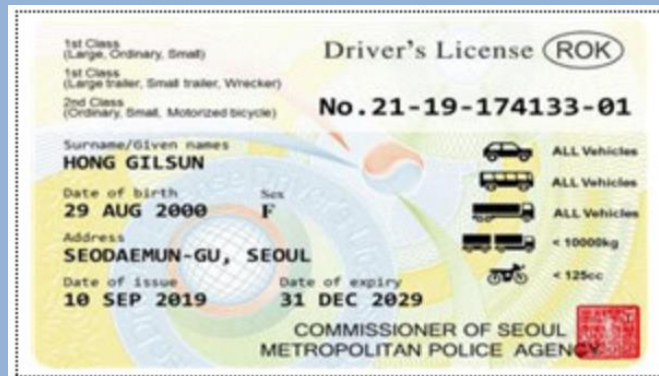 1st Class
(Large, Ordinary, Small)
1st Class
(Large trailer, Small trailer, Wrecker)
2nd Class
(Ordinary, Small, Motorized bicycle)
Driver's License ROK
No.21-19-174133-01
Surname/Given names
HONG GILSUN
Date of birth Sex
29 AUG 2000 F
Address
SEODAEMUN-GU, SEOUL
Date of issue Date of expiry
10 SEP 2019 31 DEC 2029
ALL Vehicles
ALL Vehicles
ALL Vehicles
< 10000kg
< 125cc
COMMISSIONER OF SEOUL
METROPOLITAN POLICE AGENCY